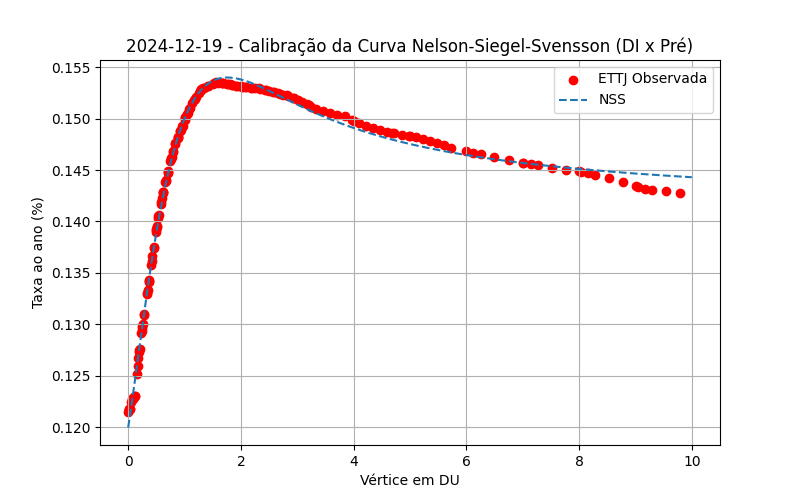 2024-12-19 - Calibração da Curva Nelson-Siegel-Svensson (DI x Pré)
ETTJ Observada
NSS
Taxa ao ano (%)
0.155
0.150
0.145
0.140
0.135
0.130
0.125
0.120
0 2 4 6 8 10
Vértice em DU